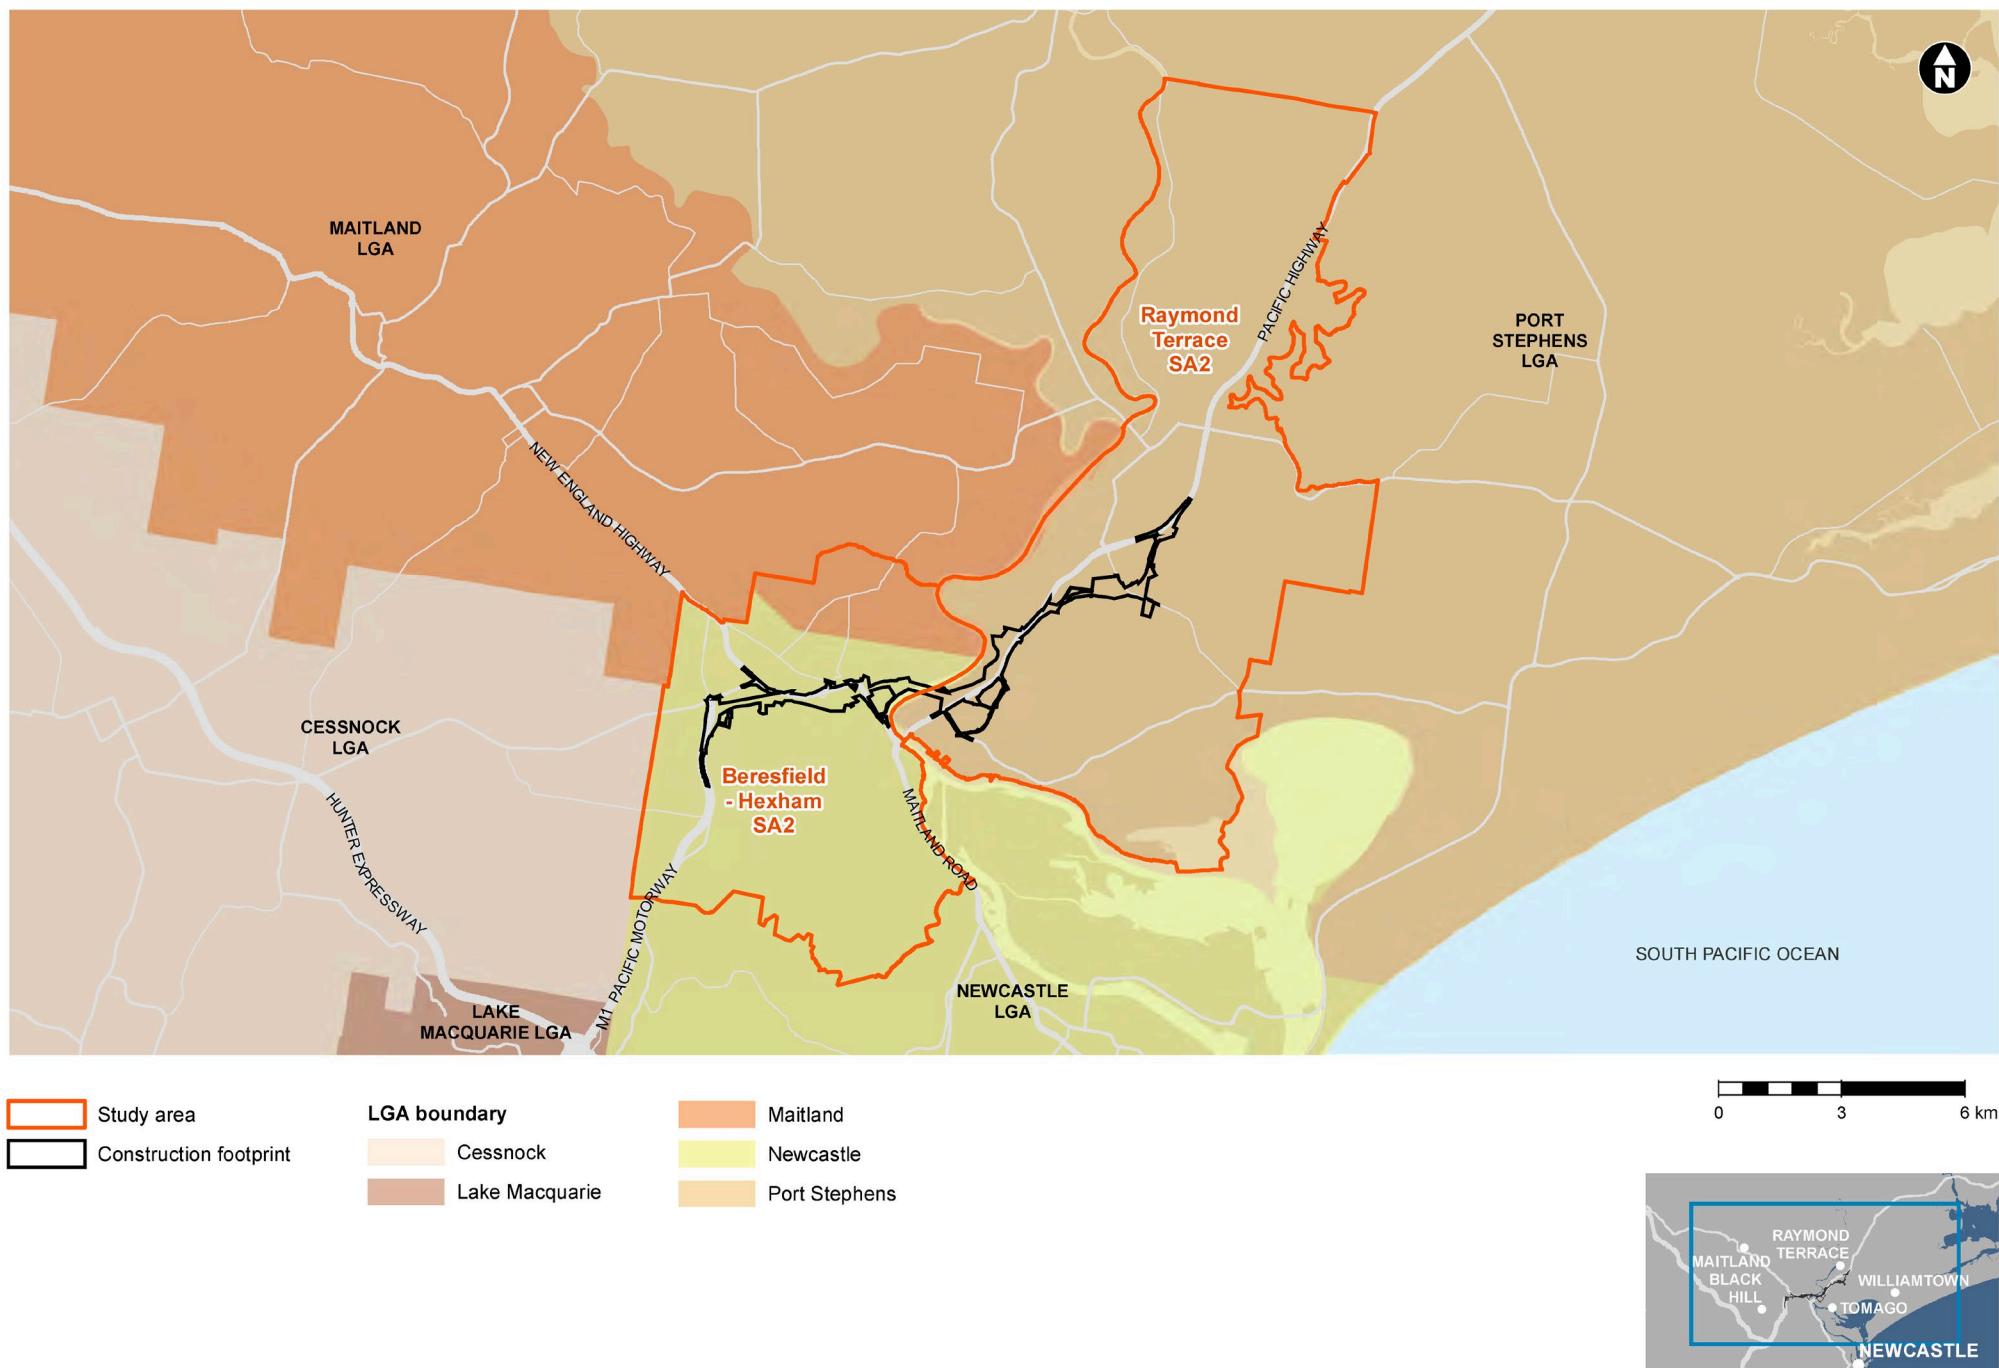 N
MAITLAND
LGA
PACIFIC HIGHWAY
Raymond
Terrace
SA2
PORT
STEPHENS
LGA
NEW ENGLAND HIGHWAY
CESSNOCK
LGA
HUNTER EXPRESSWAY
Beresfield
- Hexham
SA2
MAITLAND ROAD
M1 PACIFIC MOTORWAY
SOUTH PACIFIC OCEAN
NEWCASTLE
LGA
LAKE
MACQUARIE LGA
Study area
Construction footprint
LGA boundary
Cessnock
Lake Macquarie
Maitland
Newcastle
Port Stephens
0 3 6 km
RAYMOND
TERRACE
MAITLAND
BLACK
HILL
WILLIAMTOWN
TOMAGO
NEWCASTLE